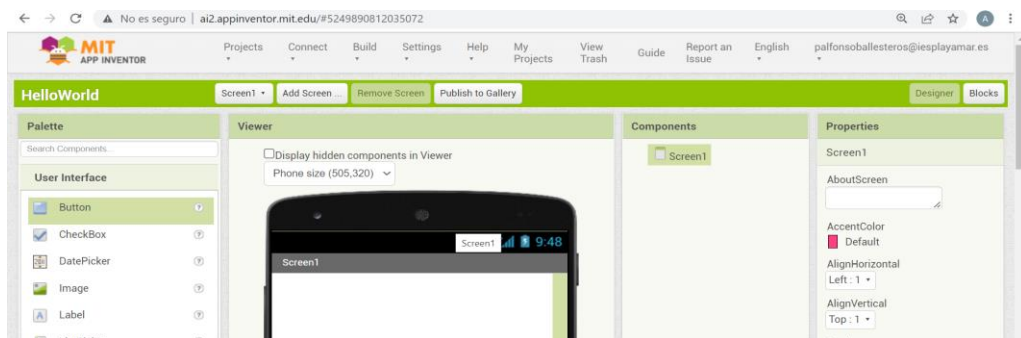 No es seguro | ai2.appinventor.mit.edu/#5249890812035072
A
MIT
APP INVENTOR
Projects Connect Build Settings Help My Projects View Trash Guide Report an Issue English palfonsoballesteros@iesplayamar.es
HelloWorld Screen1 Add Screen ... Remove Screen Publish to Gallery Designer Blocks
Palette Viewer Components Properties
Search Components...
User Interface
Button ?
CheckBox ?
DatePicker ?
Image ?
Label ?
Display hidden components in Viewer
Phone size (505,320)
Screen1 9:48
Screen1
Screen1
Screen1
AboutScreen
AccentColor
Default
AlignHorizontal
Left : 1
AlignVertical
Top : 1